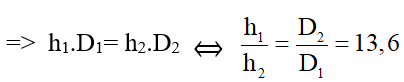 => h₁.D₁= h₂.D₂ ⇔ h₁/h₂ = D₂/D₁ = 13,6